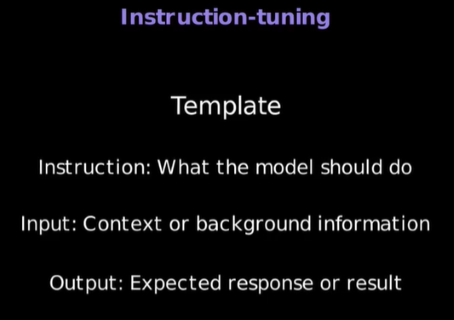 Instruction-tuning
Template
Instruction: What the model should do
Input: Context or background information
Output: Expected response or result